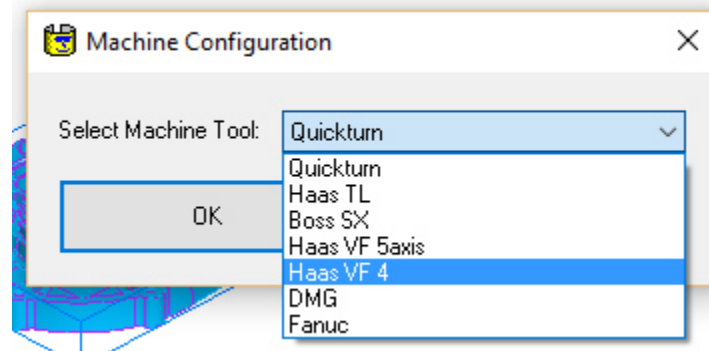 Machine Configuration
Select Machine Tool: Quickturn
Quickturn
Haas TL
OK
Boss SX
Haas VF 5axis
Haas VF 4
DMG
Fanuc